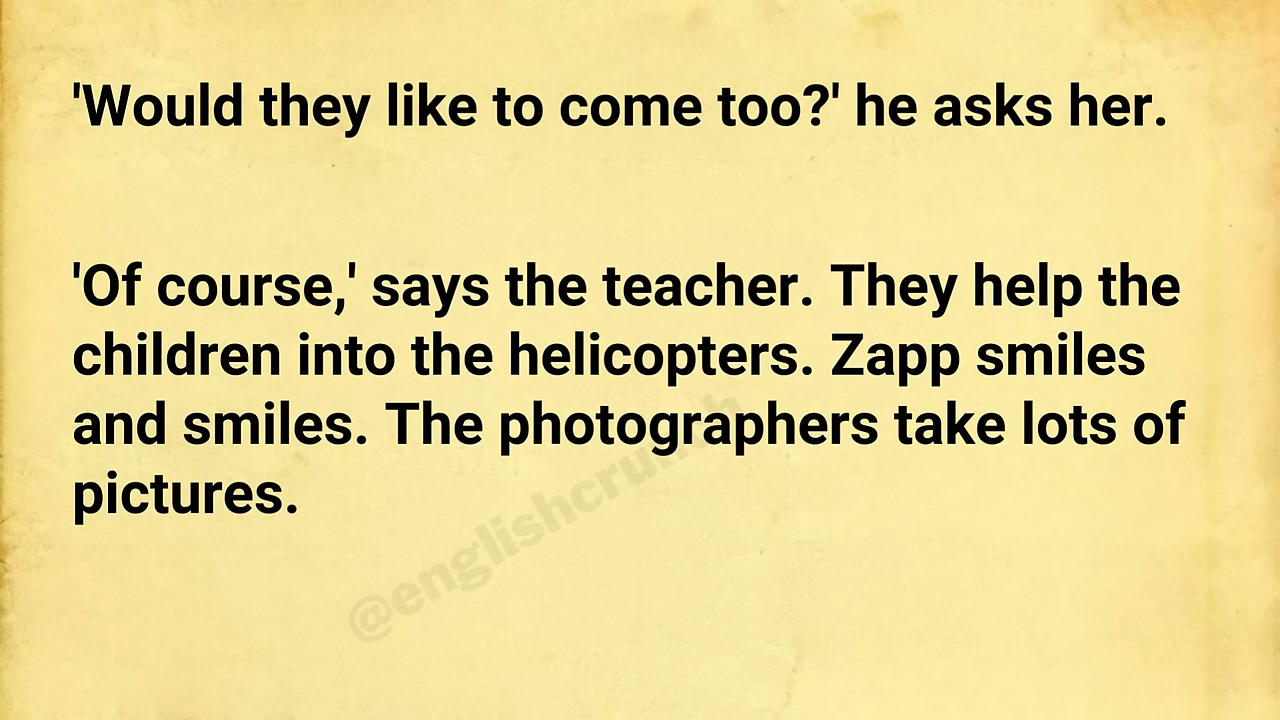 'Would they like to come too?' he asks her.
'Of course,' says the teacher. They help the
children into the helicopters. Zapp smiles
and smiles. The photographers take lots of
pictures.